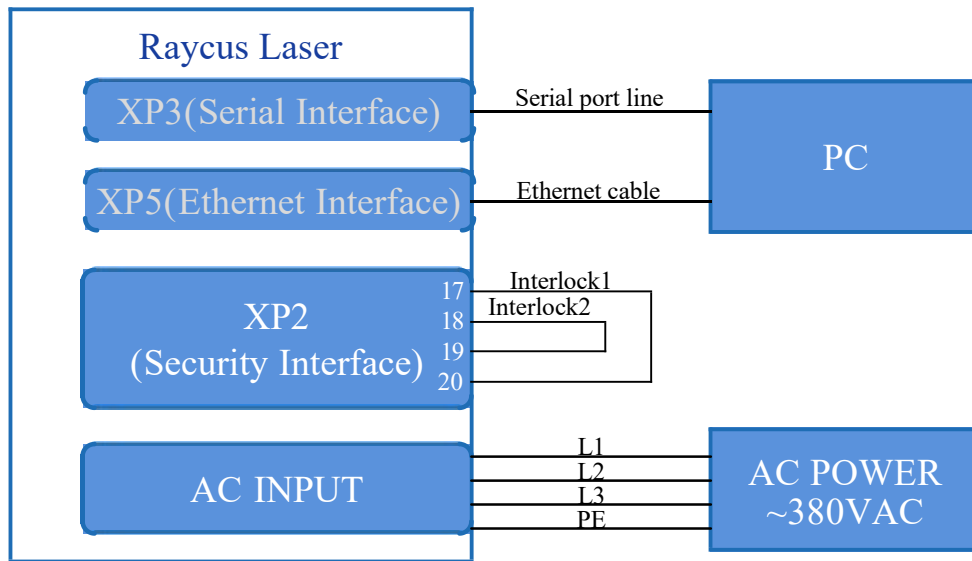 Raycus Laser
XP3(Serial Interface)
Serial port line
PC
XP5(Ethernet Interface)
Ethernet cable
XP2
(Security Interface)
17
18
19
20
Interlock1
Interlock2
AC INPUT
L1
L2
L3
PE
AC POWER
~380VAC